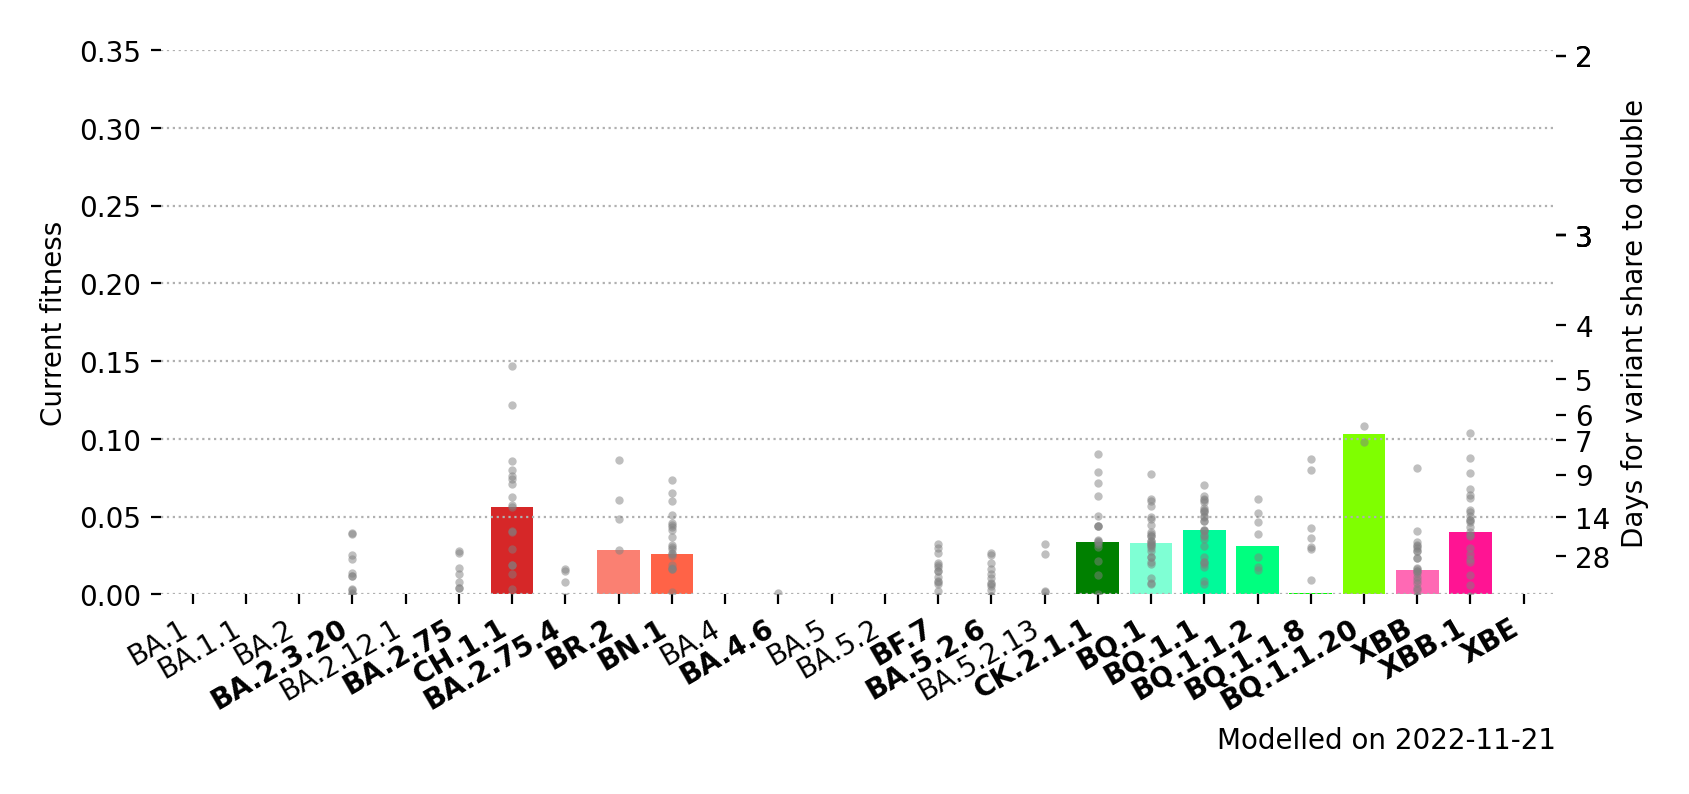 0.35
0.30
0.25
0.20
0.15
0.10
0.05
0.00
Current fitness
2
3
4
5
6
7
9
14
28
Days for variant share to double
BA.1
BA.1.1
BA.2
BA.2.3.20
BA.2.12.1
BA.2.75
CH.1.1
BA.2.75.4
BR.2
BN.1
BA.4
BA.4.6
BA.5
BA.5.2
BF.7
BA.5.2.6
BA.5.2.13
CK.2.1.1
BQ.1
BQ.1.1
BQ.1.1.2
BQ.1.1.8
BQ.1.1.20
XBB
XBB.1
XBE
Modelled on 2022-11-21